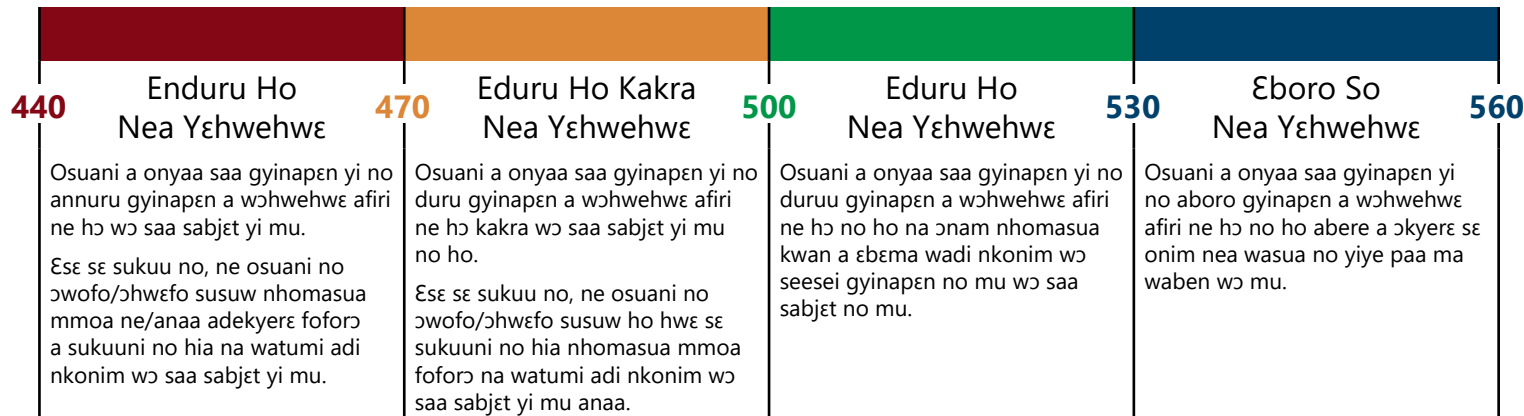 440
Enduru Ho
Nea Yɛhwehwɛ
470
Eduru Ho Kakra
Nea Yɛhwehwɛ
500
Eduru Ho
Nea Yɛhwehwɛ
530
Ɛboro So
Nea Yɛhwehwɛ
560
Osuani a onyaa saa gyinapɛn yi no
annuru gyinapɛn a wɔhwehwɛ afiri
ne hɔ wɔ saa sabjɛt yi mu.
Ɛsɛ sɛ sukuu no, ne osuani no
ɔwofo/ɔhwɛfo susuw nhomasua
mmoa ne/anaa adekyerɛ foforɔ
a sukuuni no hia na watumi adi
nkonim wɔ saa sabjɛt yi mu.
Osuani a onyaa saa gyinapɛn yi no
duru gyinapɛn a wɔhwehwɛ afiri
ne hɔ kakra wɔ saa sabjɛt yi mu
no ho.
Ɛsɛ sɛ sukuu no, ne osuani no
ɔwofo/ɔhwɛfo susuw ho hwɛ sɛ
sukuuni no hia nhomasua mmoa
foforɔ na watumi adi nkonim wɔ
saa sabjɛt yi mu anaa.
Osuani a onyaa saa gyinapɛn yi no
duruu gyinapɛn a wɔhwehwɛ afiri
ne hɔ no ho na ɔnam nhomasua
kwan a ɛbɛma wadi nkonim wɔ
seesei gyinapɛn no mu wɔ saa
sabjɛt no mu.
Osuani a onyaa saa gyinapɛn yi
no aboro gyinapɛn a wɔhwehwɛ
afiri ne hɔ no ho abere a ɔkyerɛ sɛ
onim nea wasua no yiye paa ma
waben wɔ mu.